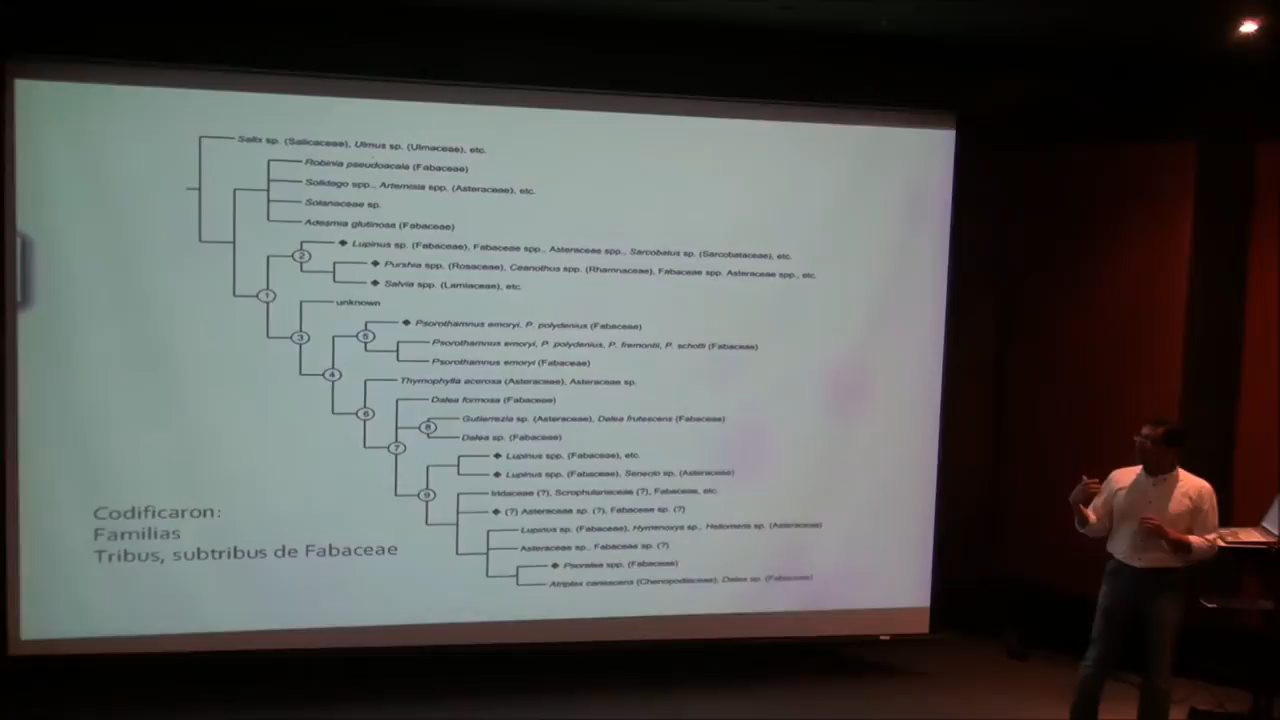 Salix sp. (Salicaceae), Ulmus sp. (Ulmaceae), etc.
Robinia pseudoacaia (Fabaceae)
Solidago spp., Artemisia spp. (Asteraceae), etc.
Solanaceae sp.
Adesmia glutinosa (Fabaceae)
2 Lupinus sp. (Fabaceae), Fabaceae spp., Asteraceae spp., Sarcobatus sp. (Sarcobataceae), etc.
Purshia spp. (Rosaceae), Ceanothus spp. (Rhamnaceae), Fabaceae spp. Asteraceae spp., etc.
Salvia spp. (Lamiaceae), etc.
1
unknown
3
Psorothamnus emoryi, P. polydenius (Fabaceae)
5
Psorothamnus emoryi, P. polydenius, P. fremontii, P. schotti (Fabaceae)
Psorothamnus emoryi (Fabaceae)
4
Thymophylla acerosa (Asteraceae), Asteraceae sp.
Dalea formosa (Fabaceae)
6
Gutierrezia sp. (Asteraceae), Dalea frutescens (Fabaceae)
8
Dalea sp. (Fabaceae)
7
Lupinus spp. (Fabaceae), etc.
Lupinus spp. (Fabaceae), Senecio sp. (Asteraceae)
9
Iridaceae (?), Scrophulariaceae (?), Fabaceae, etc.
(?) Asteraceae sp. (?), Fabaceae sp. (?)
Lupinus sp. (Fabaceae), Hymenoxys sp., Heliomeris sp. (Asteraceae)
Asteraceae sp., Fabaceae sp. (?)
Psoralea spp. (Fabaceae)
Atriplex canescens (Chenopodiaceae), Dalea sp. (Fabaceae)
Codificaron:
Familias
Tribus, subtribus de Fabaceae